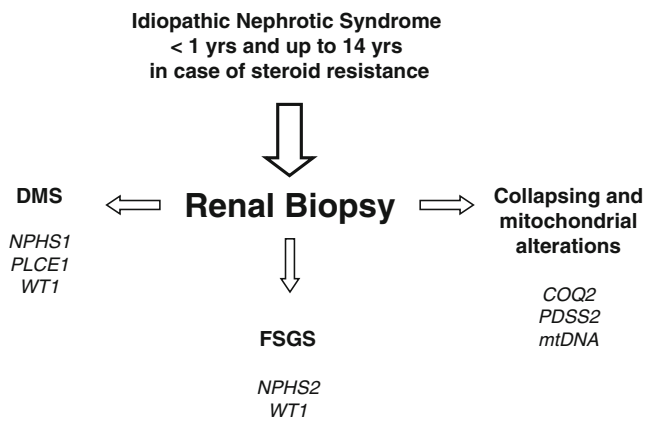 Idiopathic Nephrotic Syndrome
< 1 yrs and up to 14 yrs
in case of steroid resistance
Renal Biopsy
DMS
NPHS1
PLCE1
WT1
FSGS
NPHS2
WT1
Collapsing and
mitochondrial
alterations
COQ2
PDSS2
mtDNA